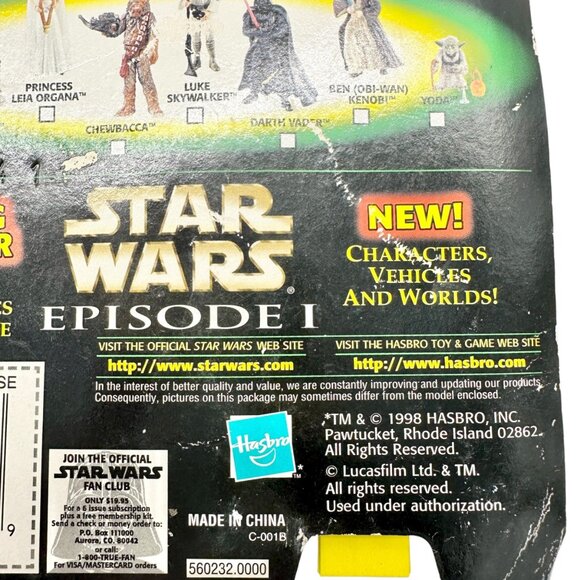 PRINCESS
LEIA ORGANA™
CHEWBACCA™
LUKE
SKYWALKER™
DARTH VADER™
BEN (OBI-WAN)
KENOBI™
YODA™
STAR
WARS®
EPISODE I
NEW!
CHARACTERS,
VEHICLES
AND WORLDS!
VISIT THE OFFICIAL STAR WARS WEB SITE
http://www.starwars.com
VISIT THE HASBRO TOY & GAME WEB SITE
http://www.hasbro.com
In the interest of better quality and value, we are constantly improving and updating our products.
Consequently, pictures on this package may sometimes differ from the model enclosed.
Hasbro
™*
*TM & © 1998 HASBRO, INC.
Pawtucket, Rhode Island 02862.
All Rights Reserved.
© Lucasfilm Ltd. & TM.
All rights reserved.
Used under authorization.
JOIN THE OFFICIAL
STAR WARS
FAN CLUB
ONLY $19.95
For a 6 issue subscription
plus a free membership kit.
Send a check or money order to:
P.O. Box 111000
Aurora, CO. 80042
or call:
1-800-TRUE-FAN
For VISA/MASTERCARD orders
MADE IN CHINA
C-001B
560232.0000
9